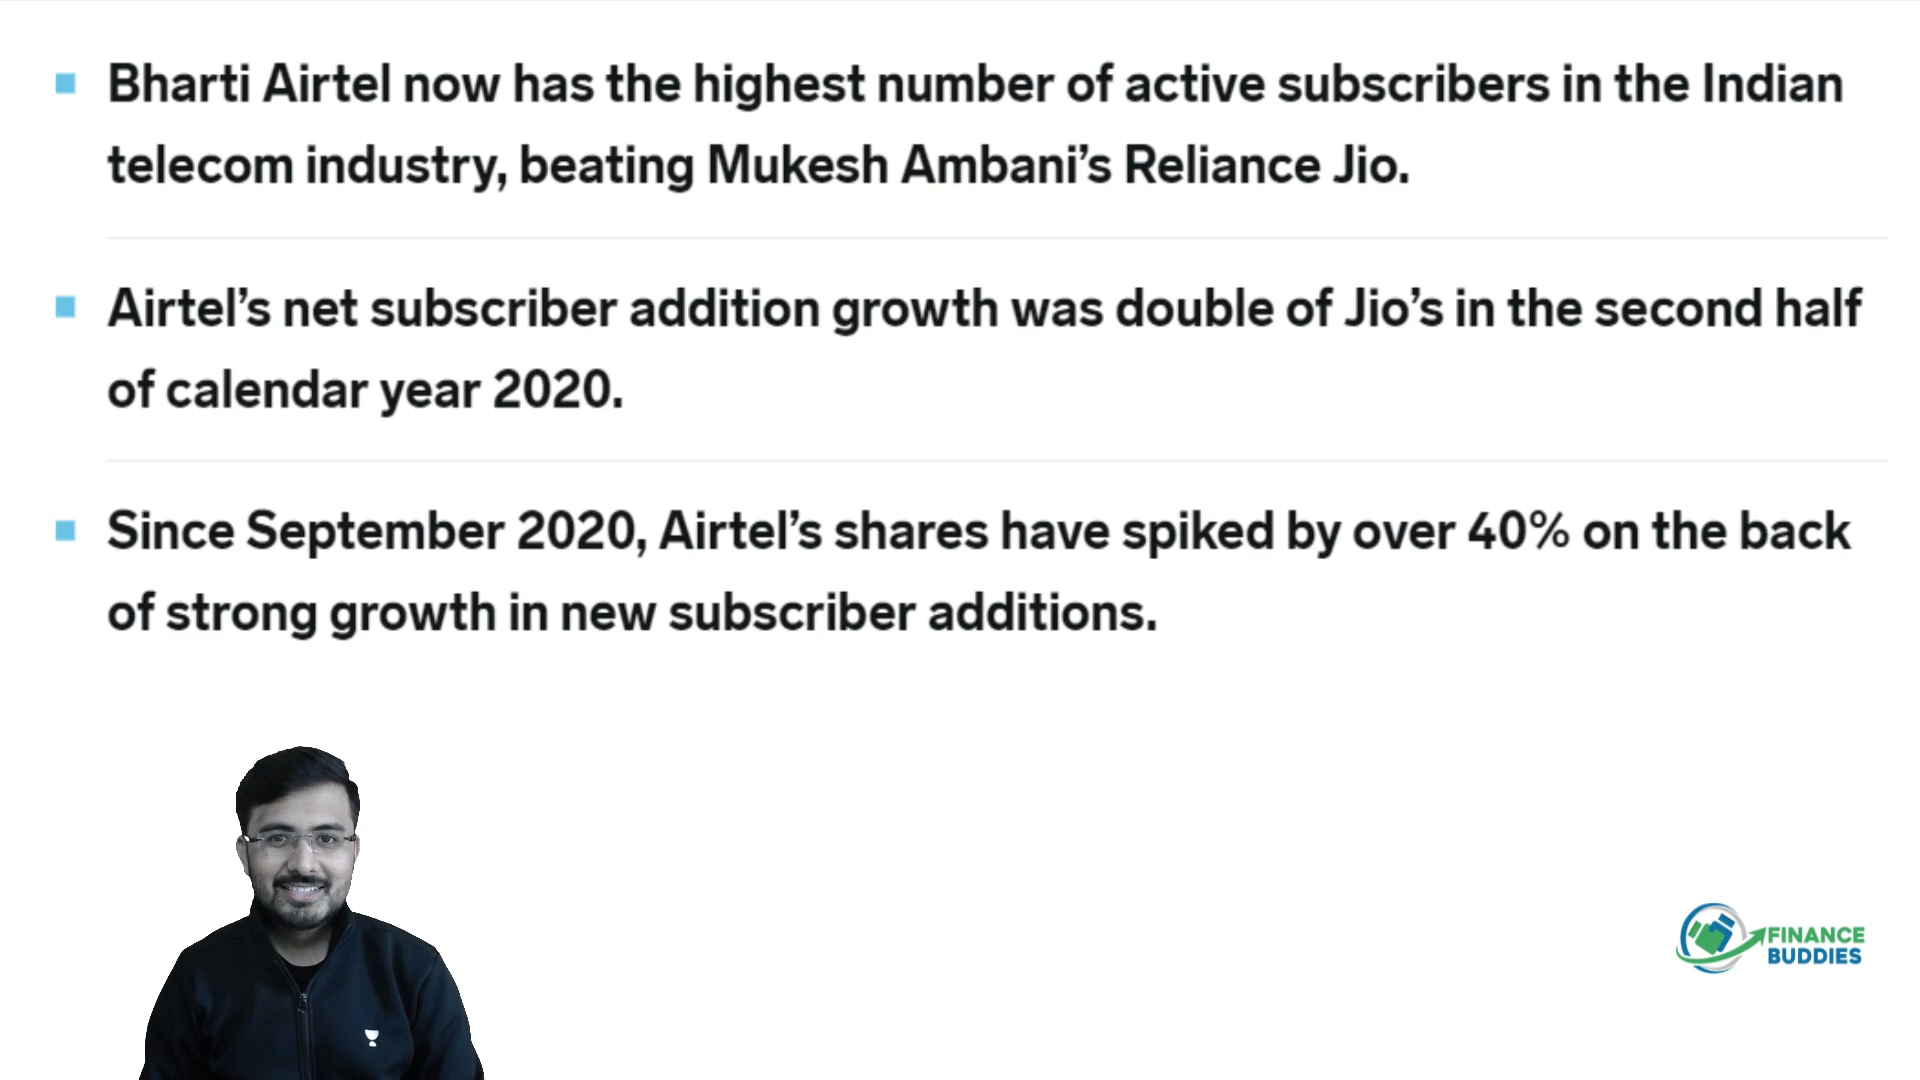 Bharti Airtel now has the highest number of active subscribers in the Indian
telecom industry, beating Mukesh Ambani’s Reliance Jio.
Airtel’s net subscriber addition growth was double of Jio’s in the second half
of calendar year 2020.
Since September 2020, Airtel’s shares have spiked by over 40% on the back
of strong growth in new subscriber additions.
FINANCE
BUDDIES